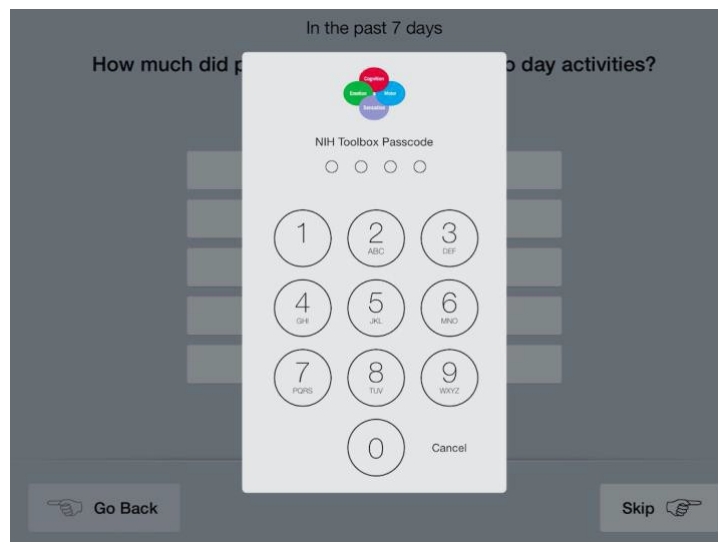 In the past 7 days
How much did p
o day activities?
Cognition
Emotion
Motor
Sensation
NIH Toolbox Passcode
1
2
ABC
3
DEF
4
GHI
5
JKL
6
MNO
7
PQRS
8
TUV
9
WXYZ
0
Cancel
Go Back
Skip